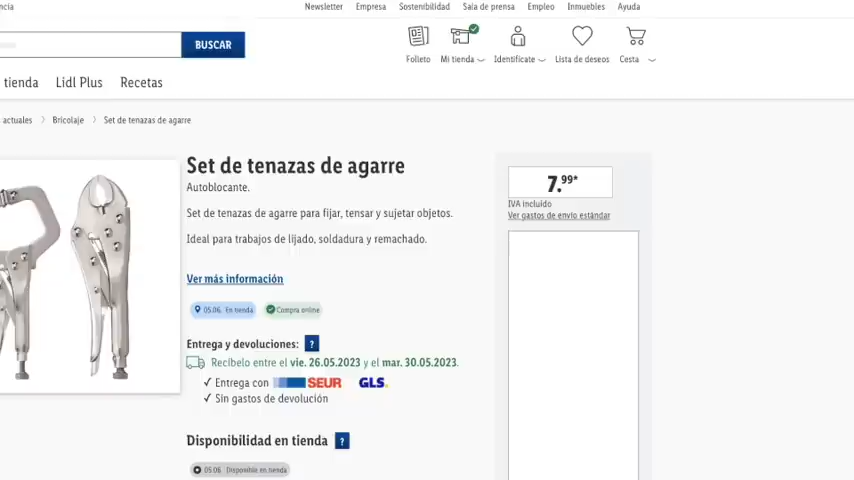 ncia
Newsletter Empresa Sostenibilidad Sala de prensa Empleo Inmuebles Ayuda
BUSCAR
Folleto Mi tienda Identifícate Lista de deseos Cesta
tienda Lidl Plus Recetas
actuales Bricolaje Set de tenazas de agarre
Set de tenazas de agarre
Autoblocante.
Set de tenazas de agarre para fijar, tensar y sujetar objetos.
Ideal para trabajos de lijado, soldadura y remachado.
Ver más información
05.06. En tienda Compra online
7.99*
IVA incluido
Ver gastos de envío estándar
Entrega y devoluciones: ?
Recíbelo entre el vie. 26.05.2023 y el mar. 30.05.2023.
✓ Entrega con SEUR GLS.
✓ Sin gastos de devolución
Disponibilidad en tienda ?
05.06. Disponible en tienda